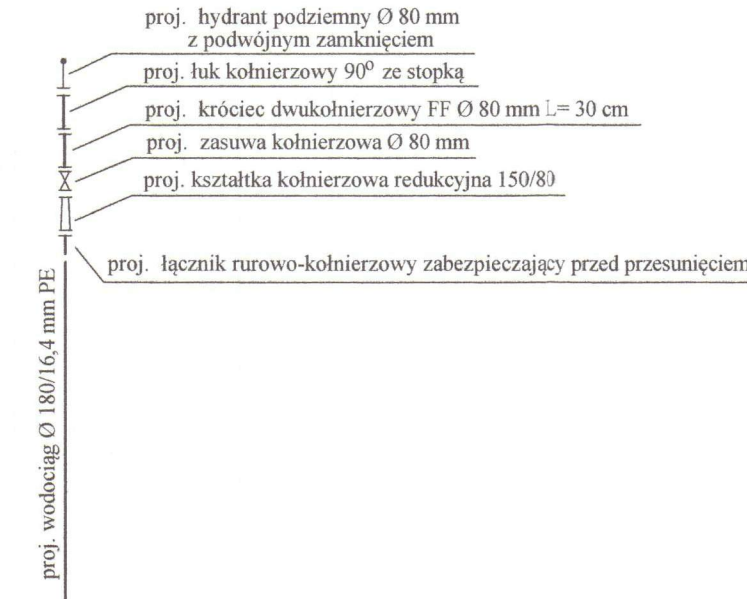 proj. hydrant podziemny Ø 80 mm
z podwójnym zamknięciem
proj. łuk kołnierzowy 90° ze stopką
proj. króciec dwukołnierzowy FF Ø 80 mm L= 30 cm
proj. zasuwa kołnierzowa Ø 80 mm
proj. kształtka kołnierzowa redukcyjna 150/80
proj. łącznik rurowo-kołnierzowy zabezpieczający przed przesunięciem
proj. wodociąg Ø 180/16,4 mm PE